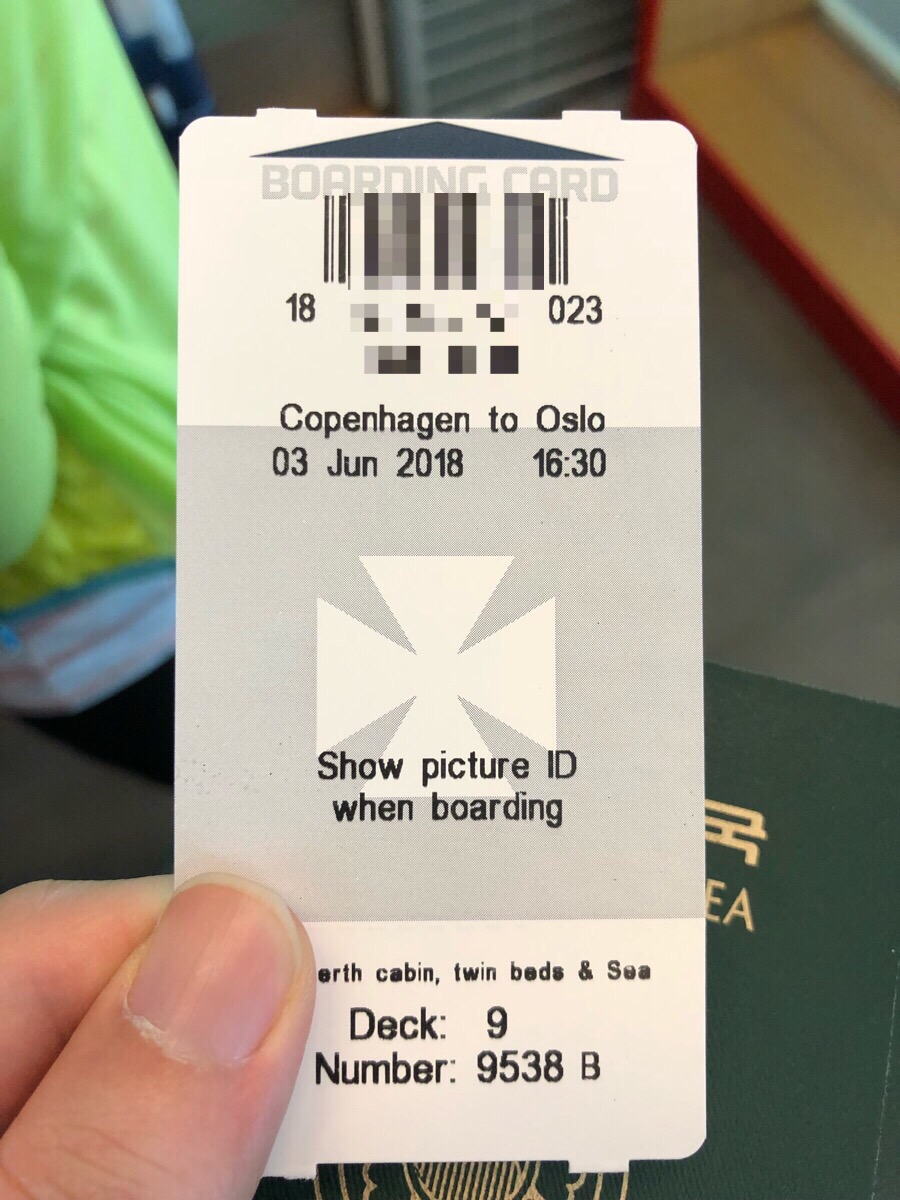 BOARDING CARD
18 023
Copenhagen to Oslo
03 Jun 2018 16:30
Show picture ID
when boarding
erth cabin, twin beds & Sea
Deck: 9
Number: 9538 B
EA